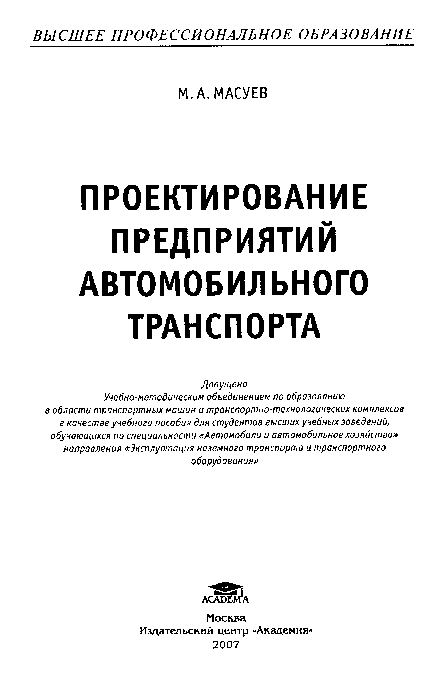 ВЫСШЕЕ ПРОФЕССИОНАЛЬНОЕ ОБРАЗОВАНИЕ
М. А. МАСУЕВ
ПРОЕКТИРОВАНИЕ
ПРЕДПРИЯТИЙ
АВТОМОБИЛЬНОГО
ТРАНСПОРТА
Допущено
Учебно-методическим объединением по образованию
в области транспортных машин и транспортно-технологических комплексов
в качестве учебного пособия для студентов высших учебных заведений,
обучающихся по специальности «Автомобили и автомобильное хозяйство»
направления «Эксплуатация наземного транспорта и транспортного
оборудования»
ACADEMA
Москва
Издательский центр «Академия»
2007